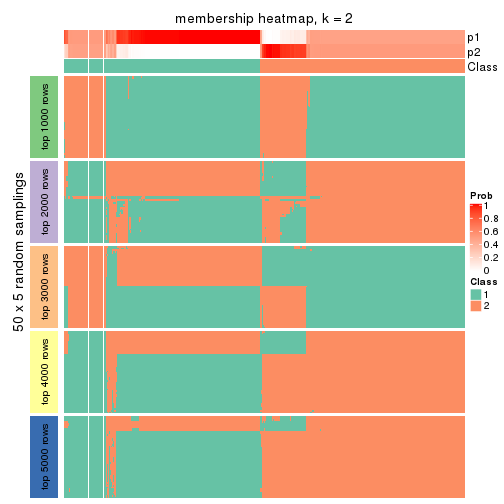 membership heatmap, k = 2
p1
p2
Class
50 x 5 random samplings
top 1000 rows
top 2000 rows
top 3000 rows
top 4000 rows
top 5000 rows
Prob
1
0.8
0.6
0.4
0.2
0
Class
1
2